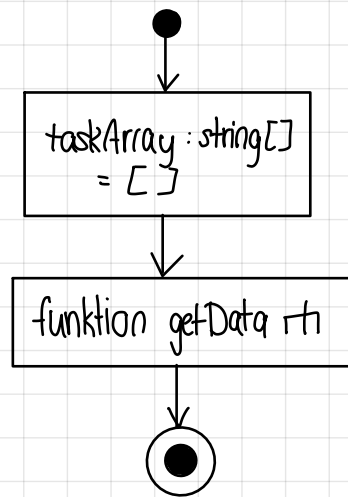 taskArray : string[]
= [ ]
funktion getData